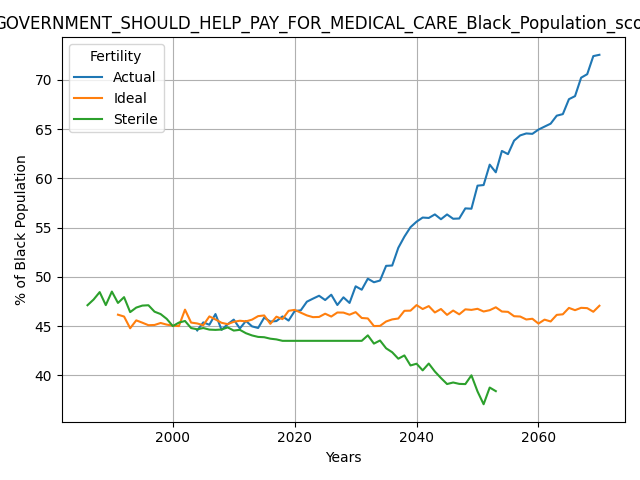 GOVERNMENT_SHOULD_HELP_PAY_FOR_MEDICAL_CARE_Black_Population_sco
Fertility
Actual
Ideal
Sterile
70
65
60
55
50
45
40
% of Black Population
2000 2020 2040 2060
Years